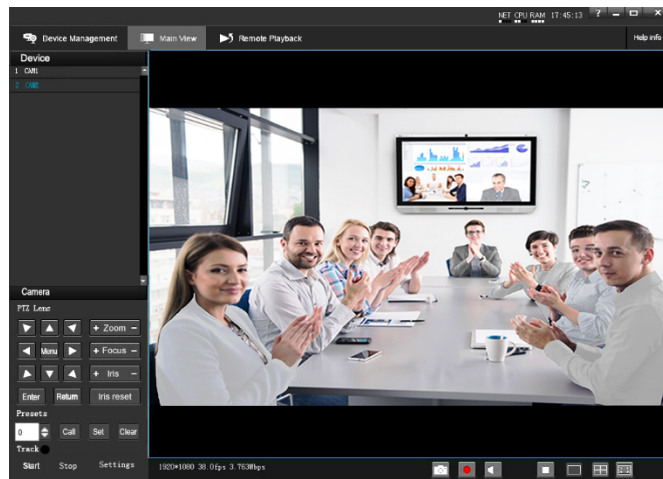 NET CPU RAM 17:45:13 ? − ×
Device Management Main View Remote Playback Help info
Device
1 CAM1
2 CAM2
Camera
PTZ Lens
Menu
+ Zoom −
+ Focus −
+ Iris −
Enter Return Iris reset
Presets
0 Call Set Clear
Track
Start Stop Settings
1920*1080 38.0fps 3.763Mbps